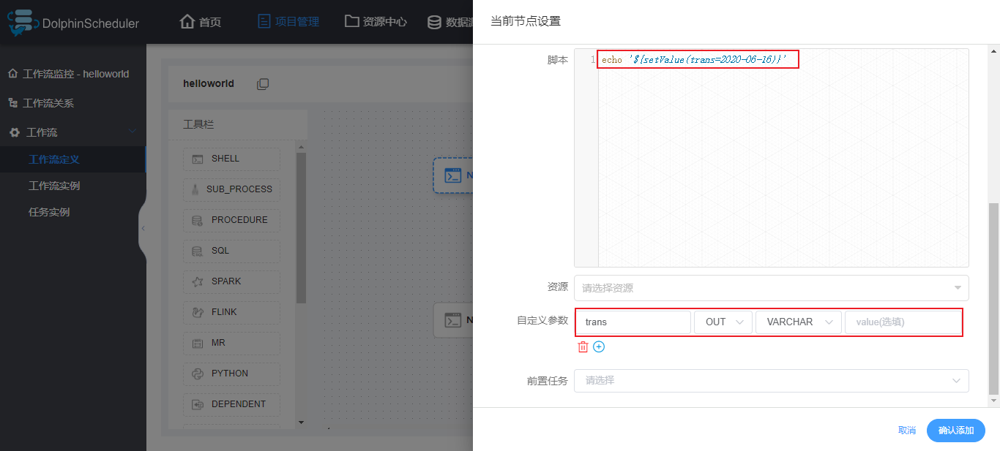 DolphinScheduler
首页
项目管理
资源中心
数据源
工作流监控 - helloworld
工作流关系
工作流
工作流定义
工作流实例
任务实例
helloworld
工具栏
SHELL
SUB_PROCESS
PROCEDURE
SQL
SPARK
FLINK
MR
PYTHON
DEPENDENT
N
N
当前节点设置
脚本
1 echo '${setValue(trans=2020-06-16)}'
资源 请选择资源
自定义参数 trans OUT VARCHAR value(选填)
前置任务 请选择
取消 确认添加